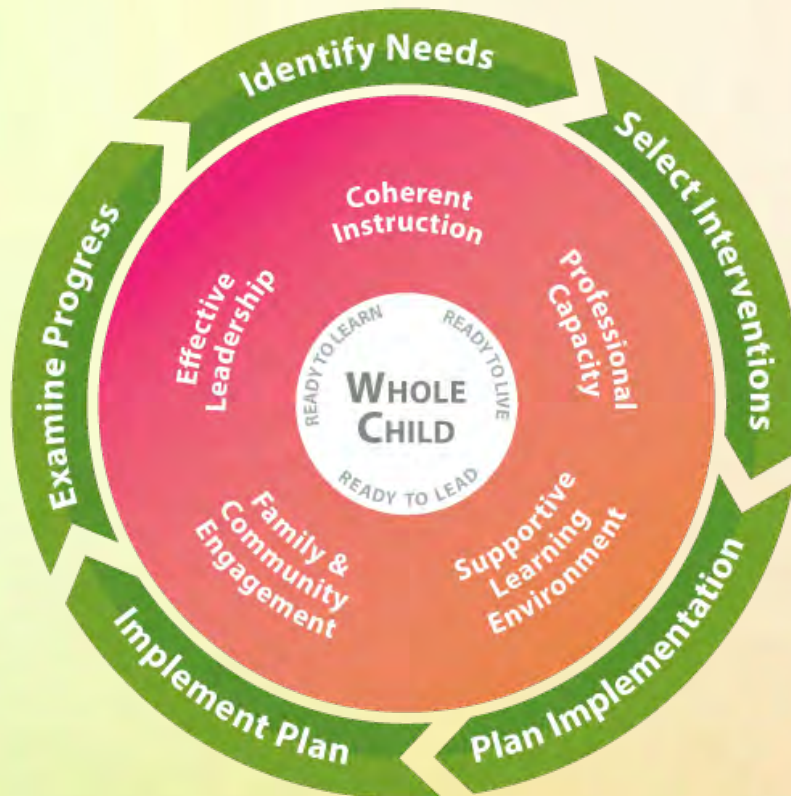 Identify Needs
Select Interventions
Plan Implementation
Implement Plan
Examine Progress
Coherent
Instruction
Professional
Capacity
Supportive
Learning
Environment
Family &
Community
Engagement
Effective
Leadership
READY TO LEARN
READY TO LIVE
READY TO LEAD
WHOLE
CHILD